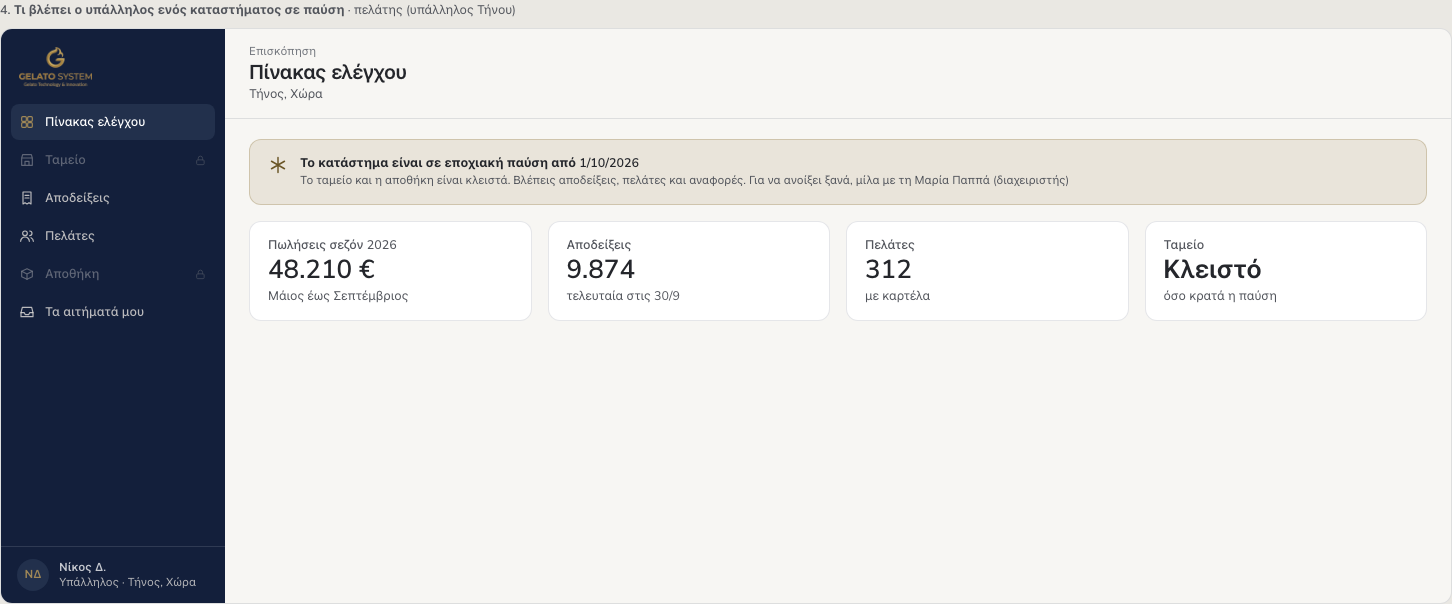 4. Τι βλέπει ο υπάλληλος ενός καταστήματος σε παύση · πελάτης (υπάλληλος Τήνου)
GELATO SYSTEM
Gelato Technology & Innovation
Πίνακας ελέγχου
Ταμείο
Αποδείξεις
Πελάτες
Αποθήκη
Τα αιτήματά μου
ΝΔ
Νίκος Δ.
Υπάλληλος · Τήνος, Χώρα
Επισκόπηση
Πίνακας ελέγχου
Τήνος, Χώρα
Το κατάστημα είναι σε εποχιακή παύση από 1/10/2026
Το ταμείο και η αποθήκη είναι κλειστά. Βλέπεις αποδείξεις, πελάτες και αναφορές. Για να ανοίξει ξανά, μίλα με τη Μαρία Παππά (διαχειριστής)
Πωλήσεις σεζόν 2026
48.210 €
Μάιος έως Σεπτέμβριος
Αποδείξεις
9.874
τελευταία στις 30/9
Πελάτες
312
με καρτέλα
Ταμείο
Κλειστό
όσο κρατά η παύση